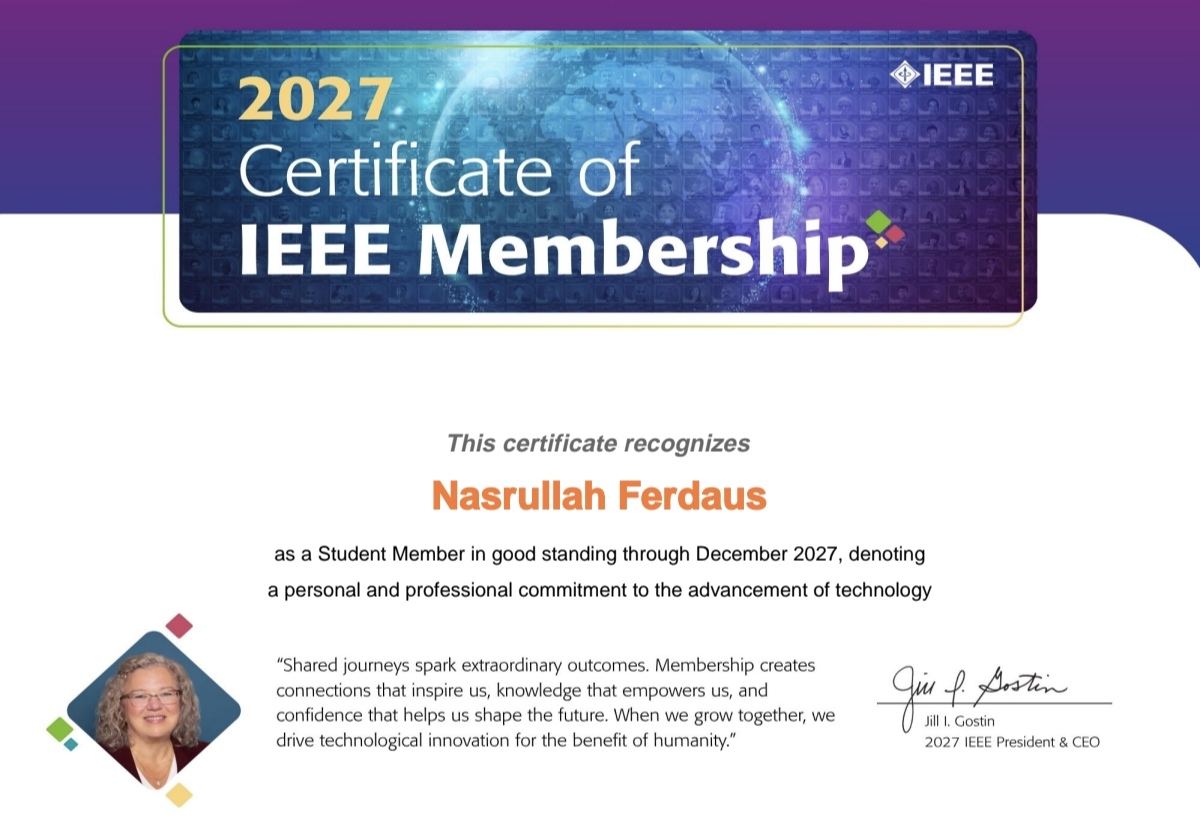 2027
IEEE
Certificate of
IEEE Membership
This certificate recognizes
Nasrullah Ferdaus
as a Student Member in good standing through December 2027, denoting
a personal and professional commitment to the advancement of technology
“Shared journeys spark extraordinary outcomes. Membership creates
connections that inspire us, knowledge that empowers us, and
confidence that helps us shape the future. When we grow together, we
drive technological innovation for the benefit of humanity.”
Jill I. Gostin
Jill I. Gostin
2027 IEEE President & CEO